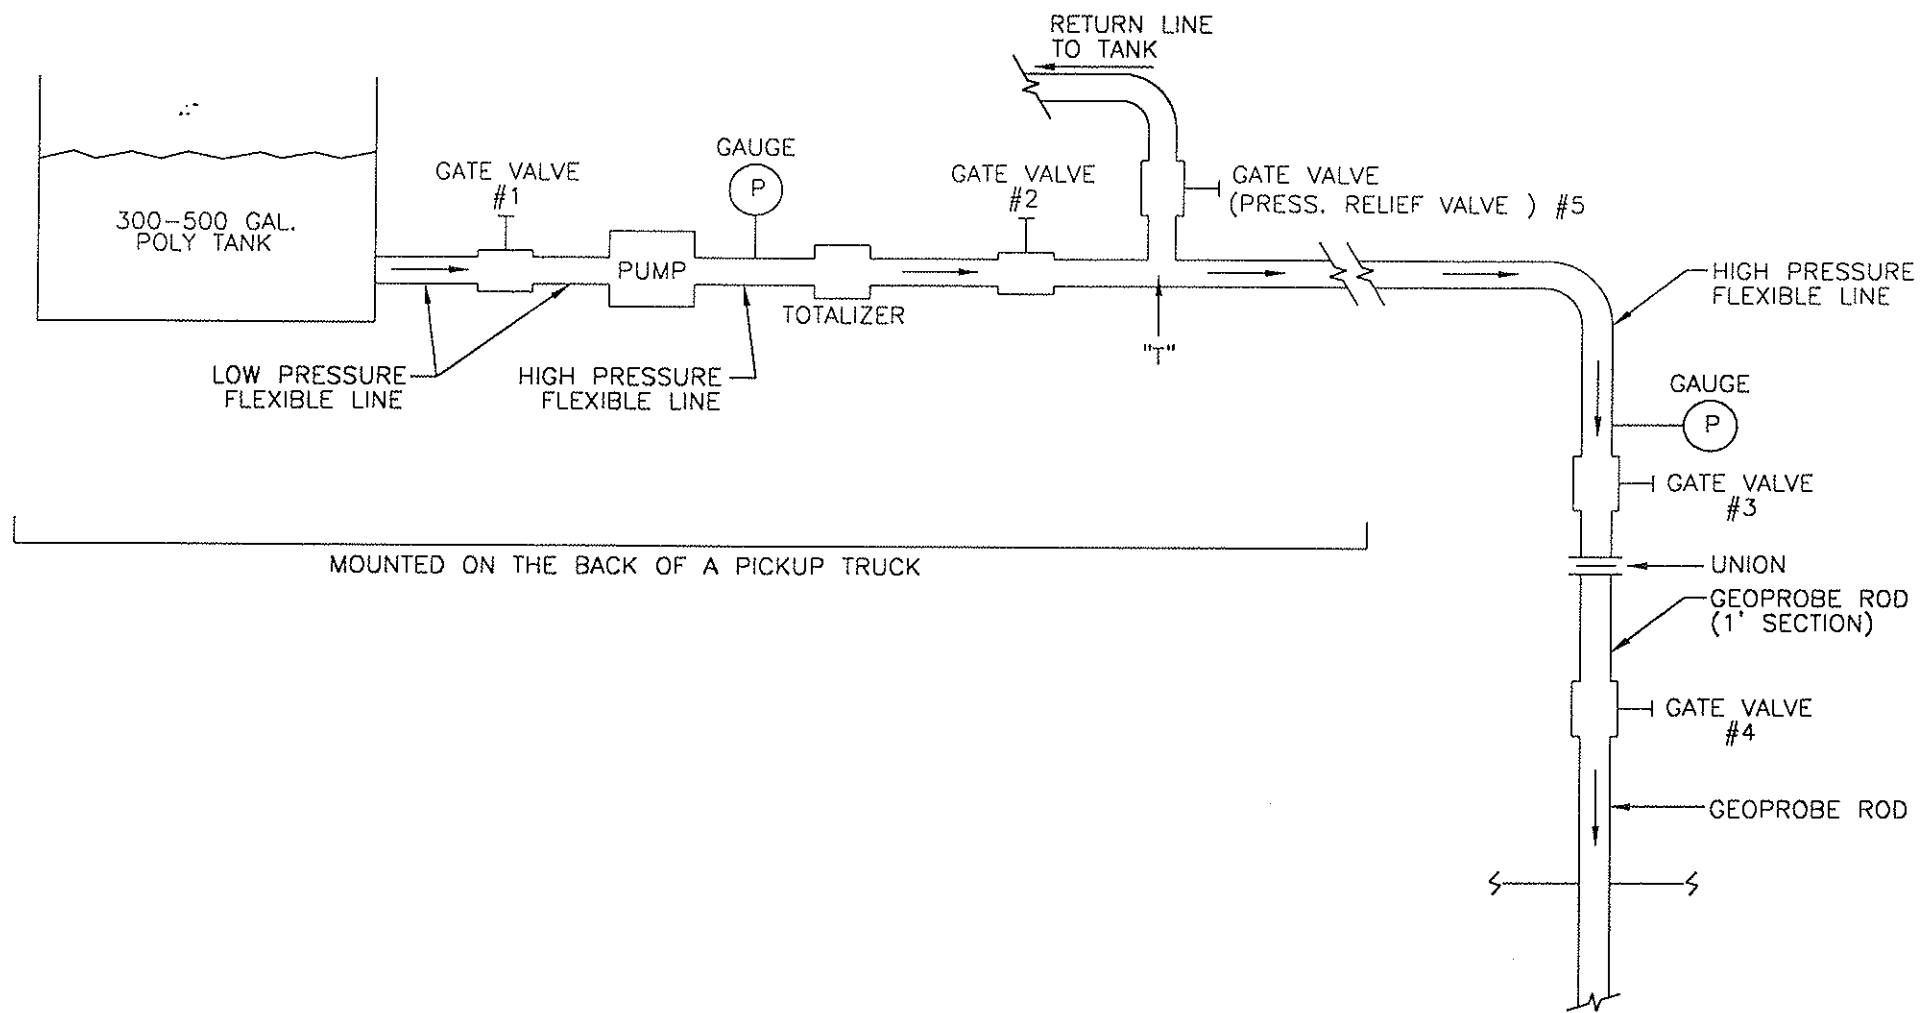 RETURN LINE
TO TANK
GAUGE
P
GATE VALVE
#1
GATE VALVE
#2
GATE VALVE
(PRESS. RELIEF VALVE ) #5
300-500 GAL.
POLY TANK
PUMP
TOTALIZER
HIGH PRESSURE
FLEXIBLE LINE
"T"
LOW PRESSURE
FLEXIBLE LINE
HIGH PRESSURE
FLEXIBLE LINE
GAUGE
P
GATE VALVE
#3
MOUNTED ON THE BACK OF A PICKUP TRUCK
UNION
GEOPROBE ROD
(1' SECTION)
GATE VALVE
#4
GEOPROBE ROD